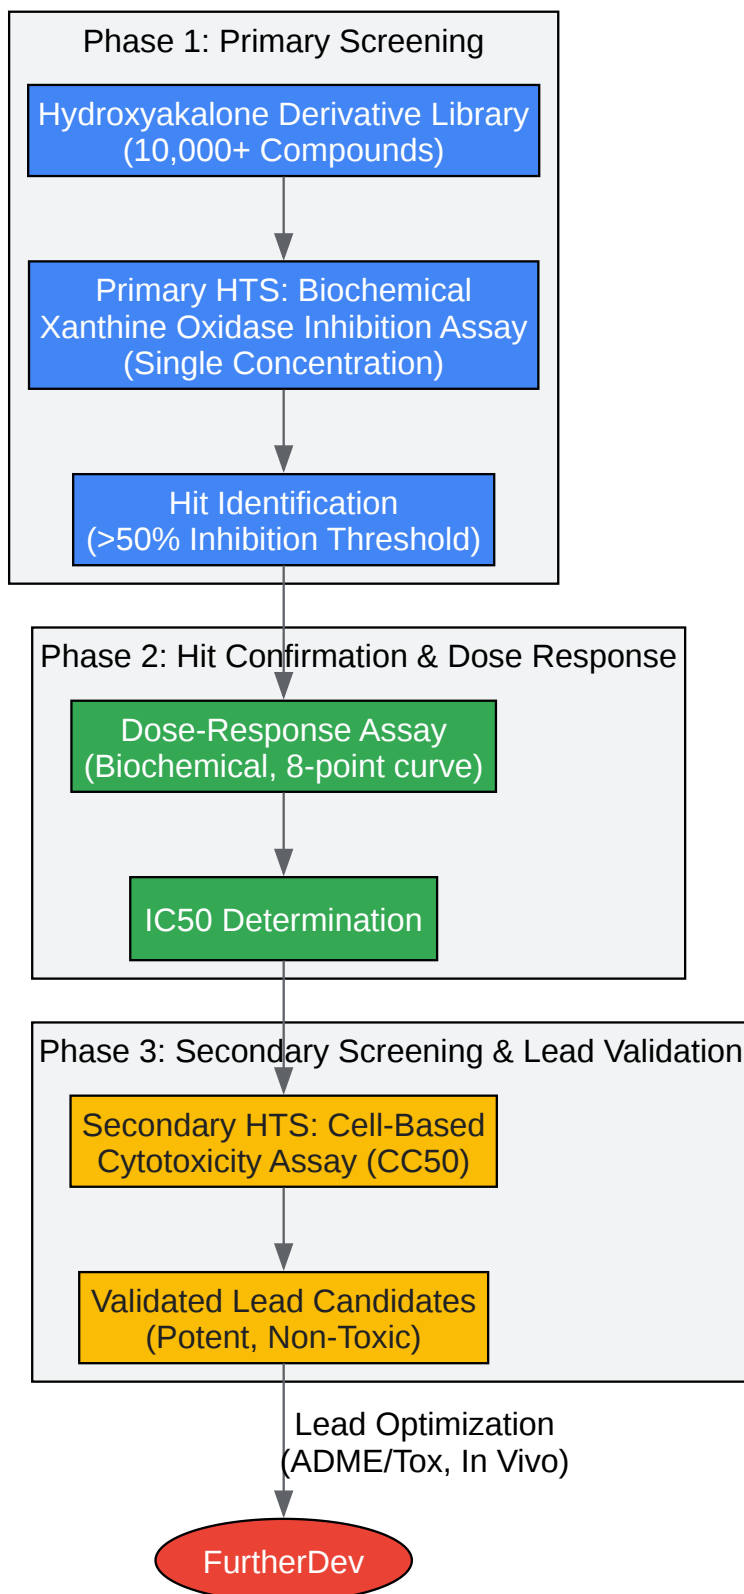 Phase 1: Primary Screening
Hydroxyakalone Derivative Library
(10,000+ Compounds)
Primary HTS: Biochemical
Xanthine Oxidase Inhibition Assay
(Single Concentration)
Hit Identification
(>50% Inhibition Threshold)
Phase 2: Hit Confirmation & Dose Response
Dose-Response Assay
(Biochemical, 8-point curve)
IC50 Determination
Phase 3: Secondary Screening & Lead Validation
Secondary HTS: Cell-Based
Cytotoxicity Assay (CC50)
Validated Lead Candidates
(Potent, Non-Toxic)
Lead Optimization
(ADME/Tox, In Vivo)
FurtherDev